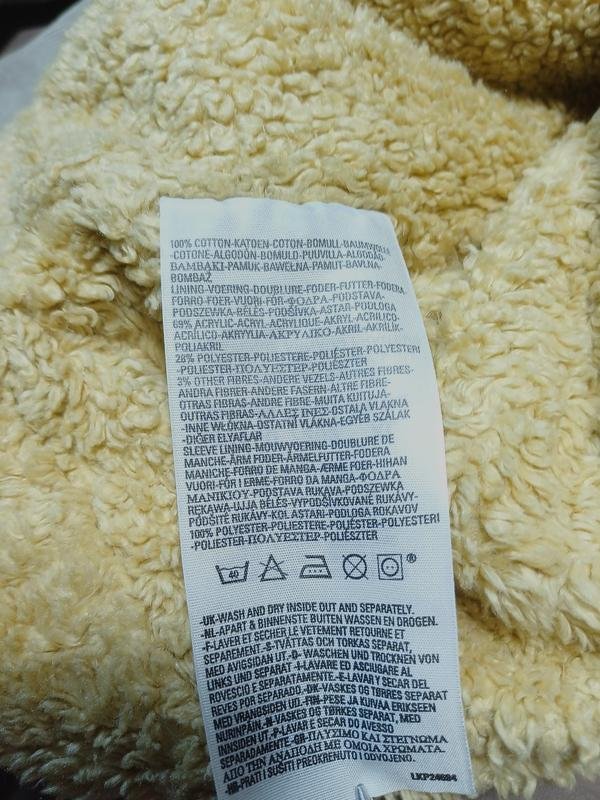 100% COTTON-KATOEN-COTON-BOMULL-BAUMWOLLE
-COTONE-ALGODÓN-BOMULD-PUUVILLA-ALGODÃO-
ΒΑΜΒΑΚΙ-PAMUK-BAWEŁNA-PAMUT-BAVLNA-
BOMBAŽ
LINING-VOERING-DOUBLURE-FODER-FUTTER-FODERA-
FORRO-FOER-VUORI-FÔR-ΦΟΔΡΑ-PODSTAVA-
PODSZEWKA-BÉLÉS-PODŠÍVKA-ASTAR-PODLOGA
69% ACRYLIC-ACRYL-ACRYLIQUE-AKRYL-ACRILICO-
ACRÍLICO-AKRYYLIA-ΑΚΡΥΛΙΚΟ-AKRIL-AKRILIK-
POLIAKRIL
28% POLYESTER-POLIESTERE-POLIÉSTER-POLYESTERI
-POLIESTER-ΠΟΛΥΕΣΤΕΡ-POLIÉSZTER
3% OTHER FIBRES-ANDERE VEZELS-AUTRES FIBRES-
ANDRA FIBRER-ANDERE FASERN-ALTRE FIBRE-
OTRAS FIBRAS-ANDRE FIBRE-MUITA KUITUJA-
OUTRAS FIBRAS-ΑΛΛΕΣ ΙΝΕΣ-OSTALA VLAKNA
-INNE WŁÓKNA-OSTATNÍ VLÁKNA-EGYÉB SZÁLAK
-DIĞER ELYAFLAR
SLEEVE LINING-MOUWVOERING-DOUBLURE DE
MANCHE-ÄRM FODER-ÄRMELFUTTER-FODERA
MANICHE-FORRO DE MANGA-ÆRME FOER-HIHAN
VUORI-FÔR I ERME-FORRO DA MANGA-ΦΟΔΡΑ
ΜΑΝΙΚΙΟΥ-PODSTAVA RUKAVA-PODSZEWKA
RĘKAWA-UJJA BÉLÉS-VYPODŠÍVKOVANÉ RUKÁVY-
PÚDŠITÉ RUKÁVY-KOL ASTARI-PODLOGA ROKAVOV
100% POLYESTER-POLIESTERE-POLIÉSTER-POLYESTERI
-POLIESTER-ΠΟΛΥΕΣΤΕΡ-POLIÉSZTER
40 ®
-UK-WASH AND DRY INSIDE OUT AND SEPARATELY.
-NL-APART & BINNENSTE BUITEN WASSEN EN DROGEN.
-F-LAVER ET SECHER LE VETEMENT RETOURNE ET
SEPAREMENT.-S-TVÄTTAS OCH TORKAS SEPARAT,
MED AVIGSIDAN UT.-D- WASCHEN UND TROCKNEN VON
LINKS UND SEPARAT -I-LAVARE ED ASCIUGARE AL
ROVESCIO E SEPARATAMENTE.-E-LAVAR Y SECAR DEL
REVES POR SEPARADO.-DK-VASKES OG TØRRES SEPARAT
MED VRANGSIDEN UD.-FIN-PESE JA KUIVAA ERIKSEEN
NURINPÄIN.-N-VASKES OG TØRKES SEPARAT, MED
INNSIDEN UT.-P-LAVAR E SECAR DO AVESSO
SEPARADAMENTE.-GR-ΠΛΥΣΙΜΟ ΚΑΙ ΣΤΕΓΝΩΜΑ
ΑΠΟ ΤΗΝ ΑΝΑΠΟΔΗ ΜΕ ΟΜΟΙΑ ΧΡΩΜΑΤΑ.
-HR-PRATI I SUŠITI PREOKRENUTO I ODVOJENO.
LKP24684